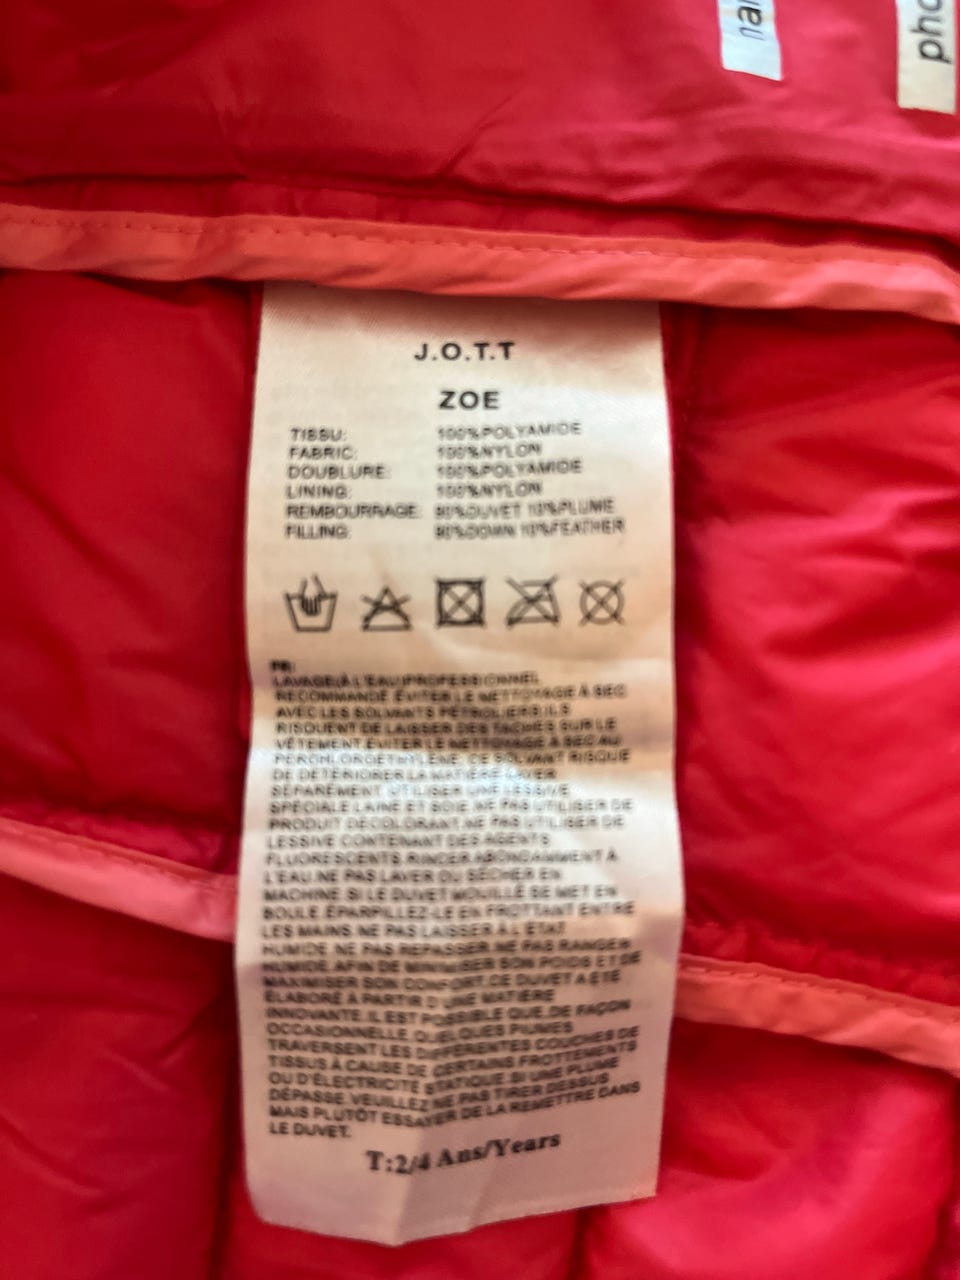 nar
pho
J.O.T.T
ZOE
TISSU: 100%POLYAMIDE
FABRIC: 100%NYLON
DOUBLURE: 100%POLYAMIDE
LINING: 100%NYLON
REMBOURRAGE: 90%DUVET 10%PLUME
FILLING: 90%DOWN 10%FEATHER
FR:
LAVAGE(À L'EAU)PROFESSIONNEL
RECOMMANDÉ.ÉVITER LE NETTOYAGE À SEC
AVEC LES SOLVANTS PÉTROLIERS:ILS
RISQUENT DE LAISSER DES TACHES SUR LE
VÊTEMENT.ÉVITER LE NETTOYAGE À SEC AU
PERCHLORGETHYLÈNE: CE SOLVANT RISQUE
DE DÉTÉRIORER LA MATIÈRE.LAVER
SÉPARÉMENT. UTILISER UNE LESSIVE
SPÉCIALE LAINE ET SOIE.NE PAS UTILISER DE
PRODUIT DÉCOLORANT.NE PAS UTILISER DE
LESSIVE CONTENANT DES AGENTS
FLUORESCENTS.RINCER ABONDAMMENT À
L'EAU.NE PAS LAVER OU SÉCHER EN
MACHINE.SI LE DUVET MOUILLÉ SE MET EN
BOULE.ÉPARPILLEZ-LE EN FROTTANT ENTRE
LES MAINS.NE PAS LAISSER À L'ÉTAT
HUMIDE. NE PAS REPASSER.NE PAS RANGER
HUMIDE.AFIN DE MINIMISER SON POIDS ET DE
MAXIMISER SON CONFORT,CE DUVET A ÉTÉ
ÉLABORÉ À PARTIR D'UNE MATIÈRE
INNOVANTE.IL EST POSSIBLE QUE,DE FAÇON
OCCASIONNELLE, QUELQUES PLUMES
TRAVERSENT LES DIFFÉRENTES COUCHES DE
TISSUS À CAUSE DE CERTAINS FROTTEMENTS
OU D'ÉLECTRICITÉ STATIQUE.SI UNE PLUME
DÉPASSE.VEUILLEZ NE PAS TIRER DESSUS
MAIS PLUTÔT ESSAYER DE LA REMETTRE DANS
LE DUVET.
T:2/4 Ans/Years